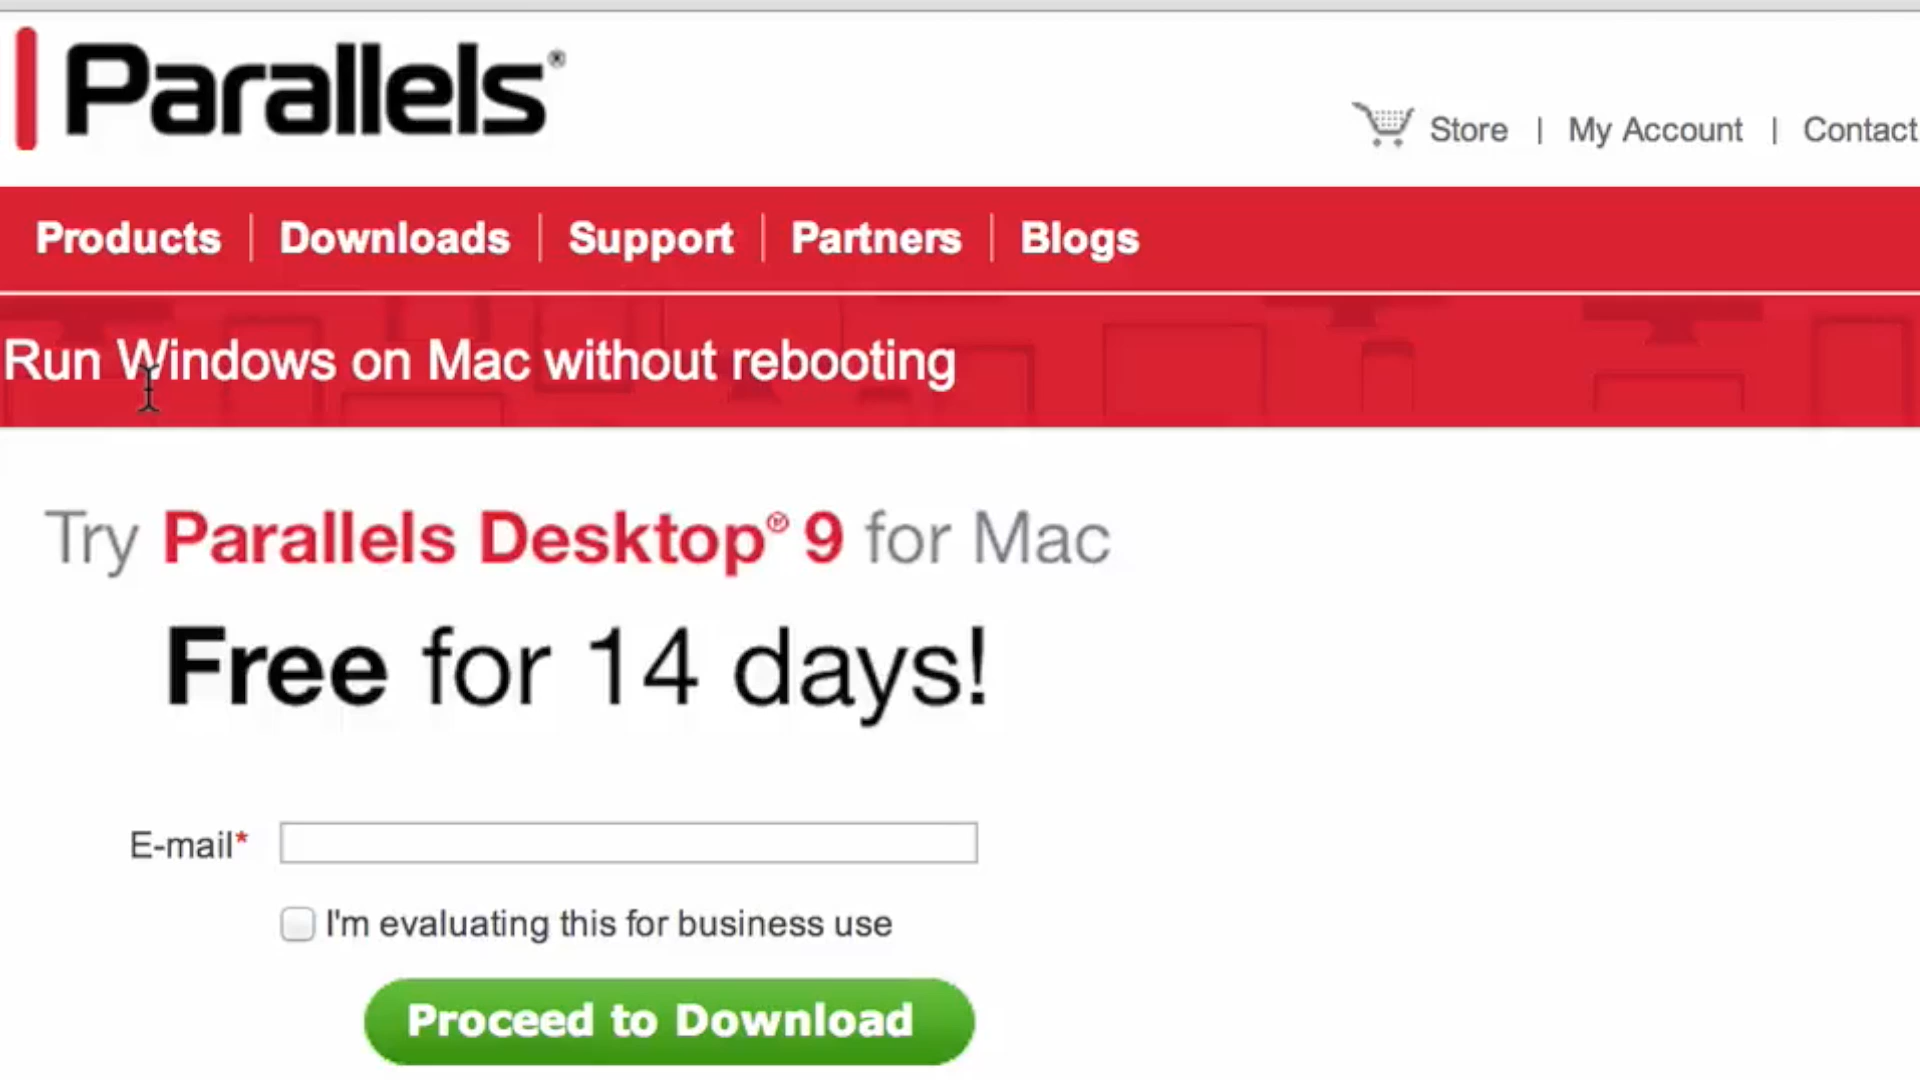 Parallels®
Store | My Account | Contact
Products | Downloads | Support | Partners | Blogs
Run Windows on Mac without rebooting
Try Parallels Desktop® 9 for Mac
Free for 14 days!
E-mail*
I'm evaluating this for business use
Proceed to Download